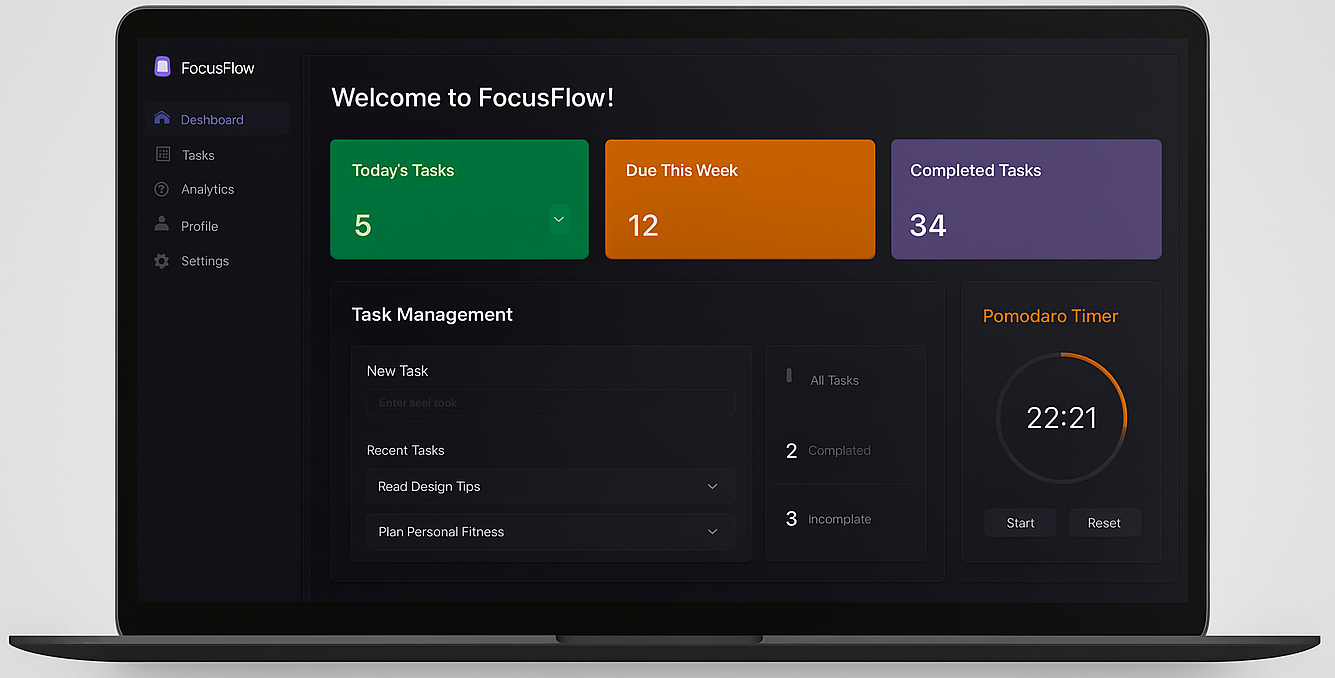 FocusFlow
Deshboard
Tasks
Analytics
Profile
Settings
Welcome to FocusFlow!
Today's Tasks
5
Due This Week
12
Completed Tasks
34
Task Management
New Task
Enter seel rook
Recent Tasks
Read Design Tips
Plan Personal Fitness
All Tasks
2 Complated
3 Incomplate
Pomodaro Timer
22:21
Start
Reset